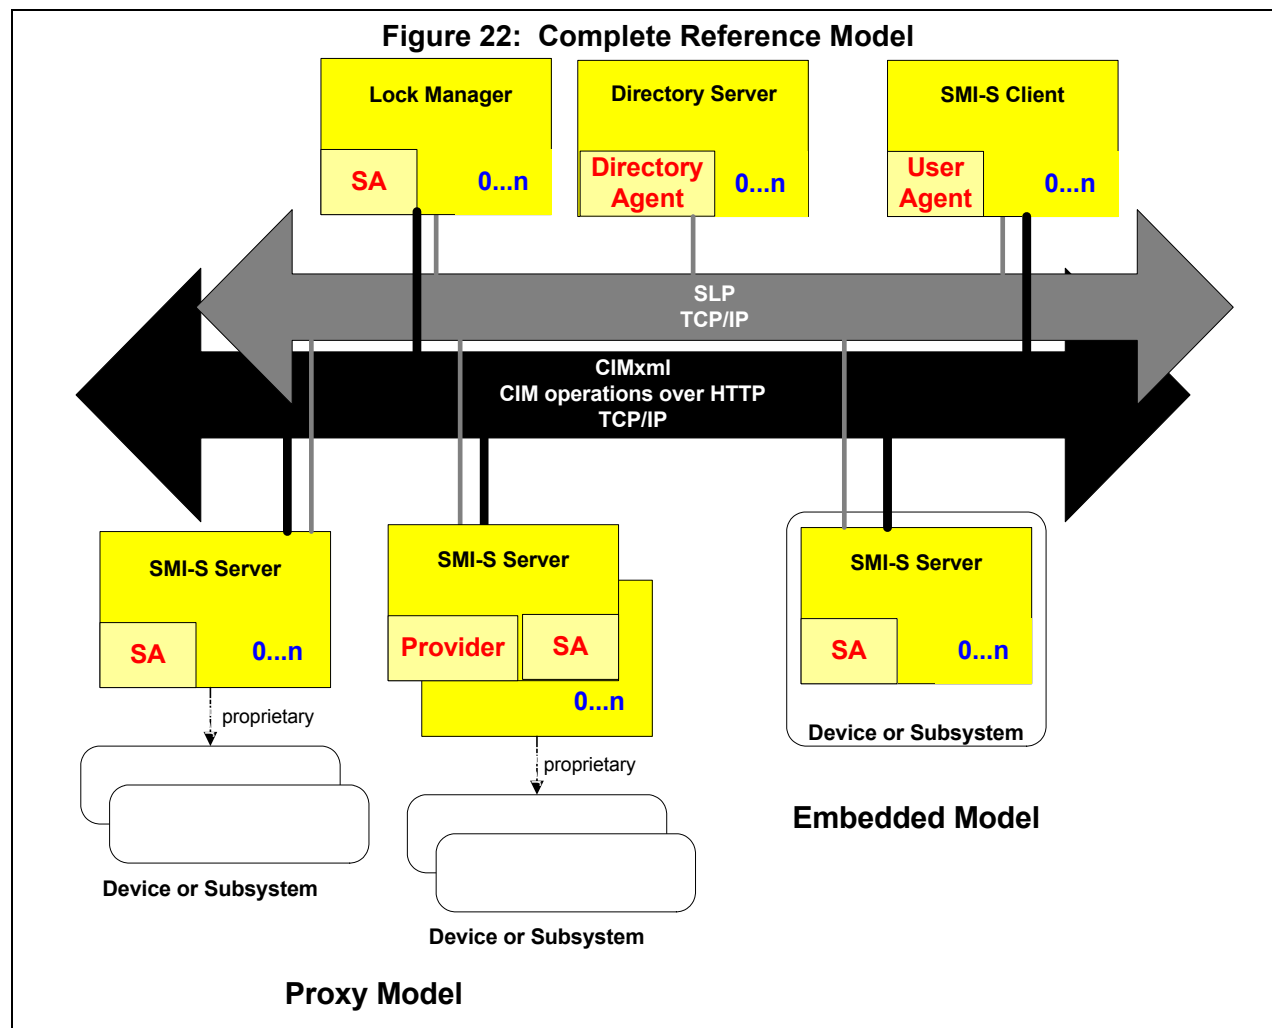 Figure 22: Complete Reference Model
Lock Manager
SA
0...n
Directory Server
Directory
Agent
0...n
SMI-S Client
User
Agent
0...n
SLP
TCP/IP
CIMxml
CIM operations over HTTP
TCP/IP
SMI-S Server
SA
0...n
proprietary
Device or Subsystem
SMI-S Server
Provider
SA
0...n
proprietary
Device or Subsystem
Proxy Model
SMI-S Server
SA
0...n
Device or Subsystem
Embedded Model